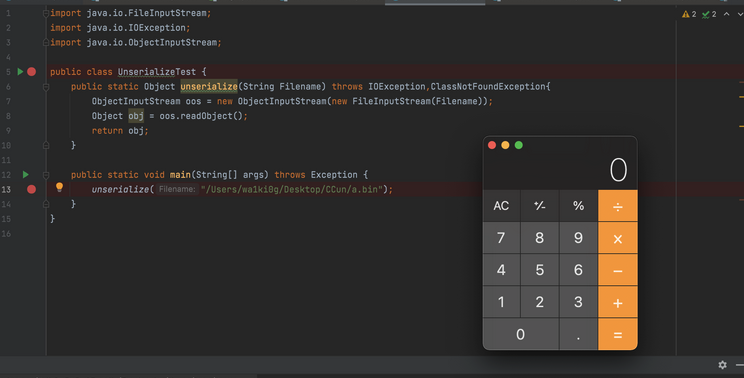 1 import java.io.FileInputStream;
2 import java.io.IOException;
3 import java.io.ObjectInputStream;
4
5 public class UnserializeTest {
6 public static Object unserialize(String Filename) throws IOException,ClassNotFoundException{
7 ObjectInputStream oos = new ObjectInputStream(new FileInputStream(Filename));
8 Object obj = oos.readObject();
9 return obj;
10 }
11
12 public static void main(String[] args) throws Exception {
13 unserialize( Filename: "/Users/wa1ki0g/Desktop/CCun/a.bin");
14 }
15 }
16
2 2
0
AC +/- % ÷
7 8 9 ×
4 5 6 −
1 2 3 +
0 . =